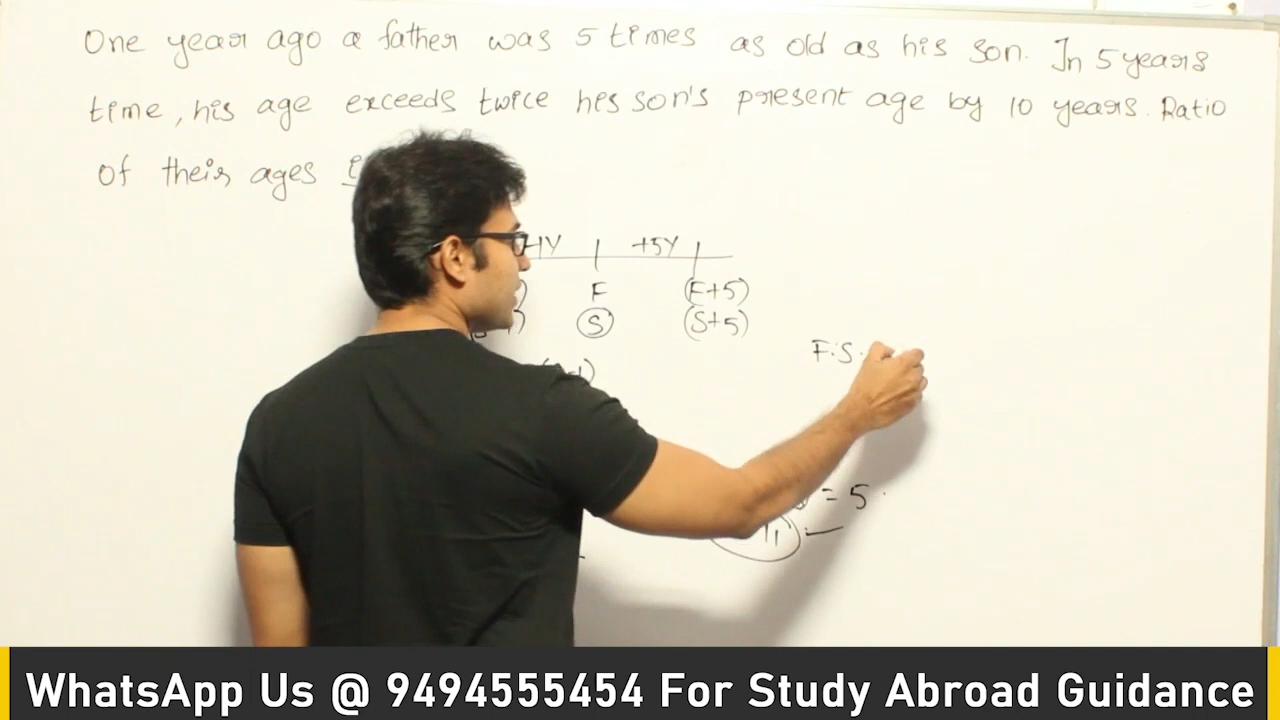 One year ago a father was 5 times as old as his son. In 5 years
time, his age exceeds twice his son's present age by 10 years. Ratio
of their ages
+1Y +5Y
F (F+5)
(S) (S+5)
F:S
= 5
11
WhatsApp Us @ 9494555454 For Study Abroad Guidance